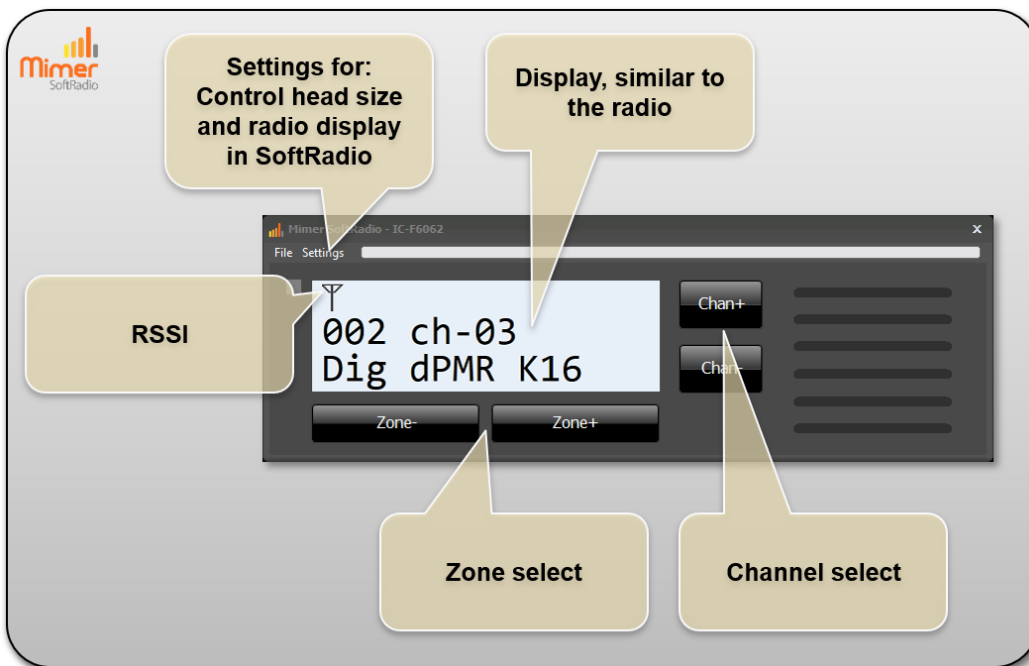 Mimer
SoftRadio
Settings for:
Control head size
and radio display
in SoftRadio
Display, similar to
the radio
Mimer SoftRadio - IC-F6062
x
File Settings
RSSI
002 ch-03
Dig dPMR K16
Chan+
Chan-
Zone-
Zone+
Zone select
Channel select